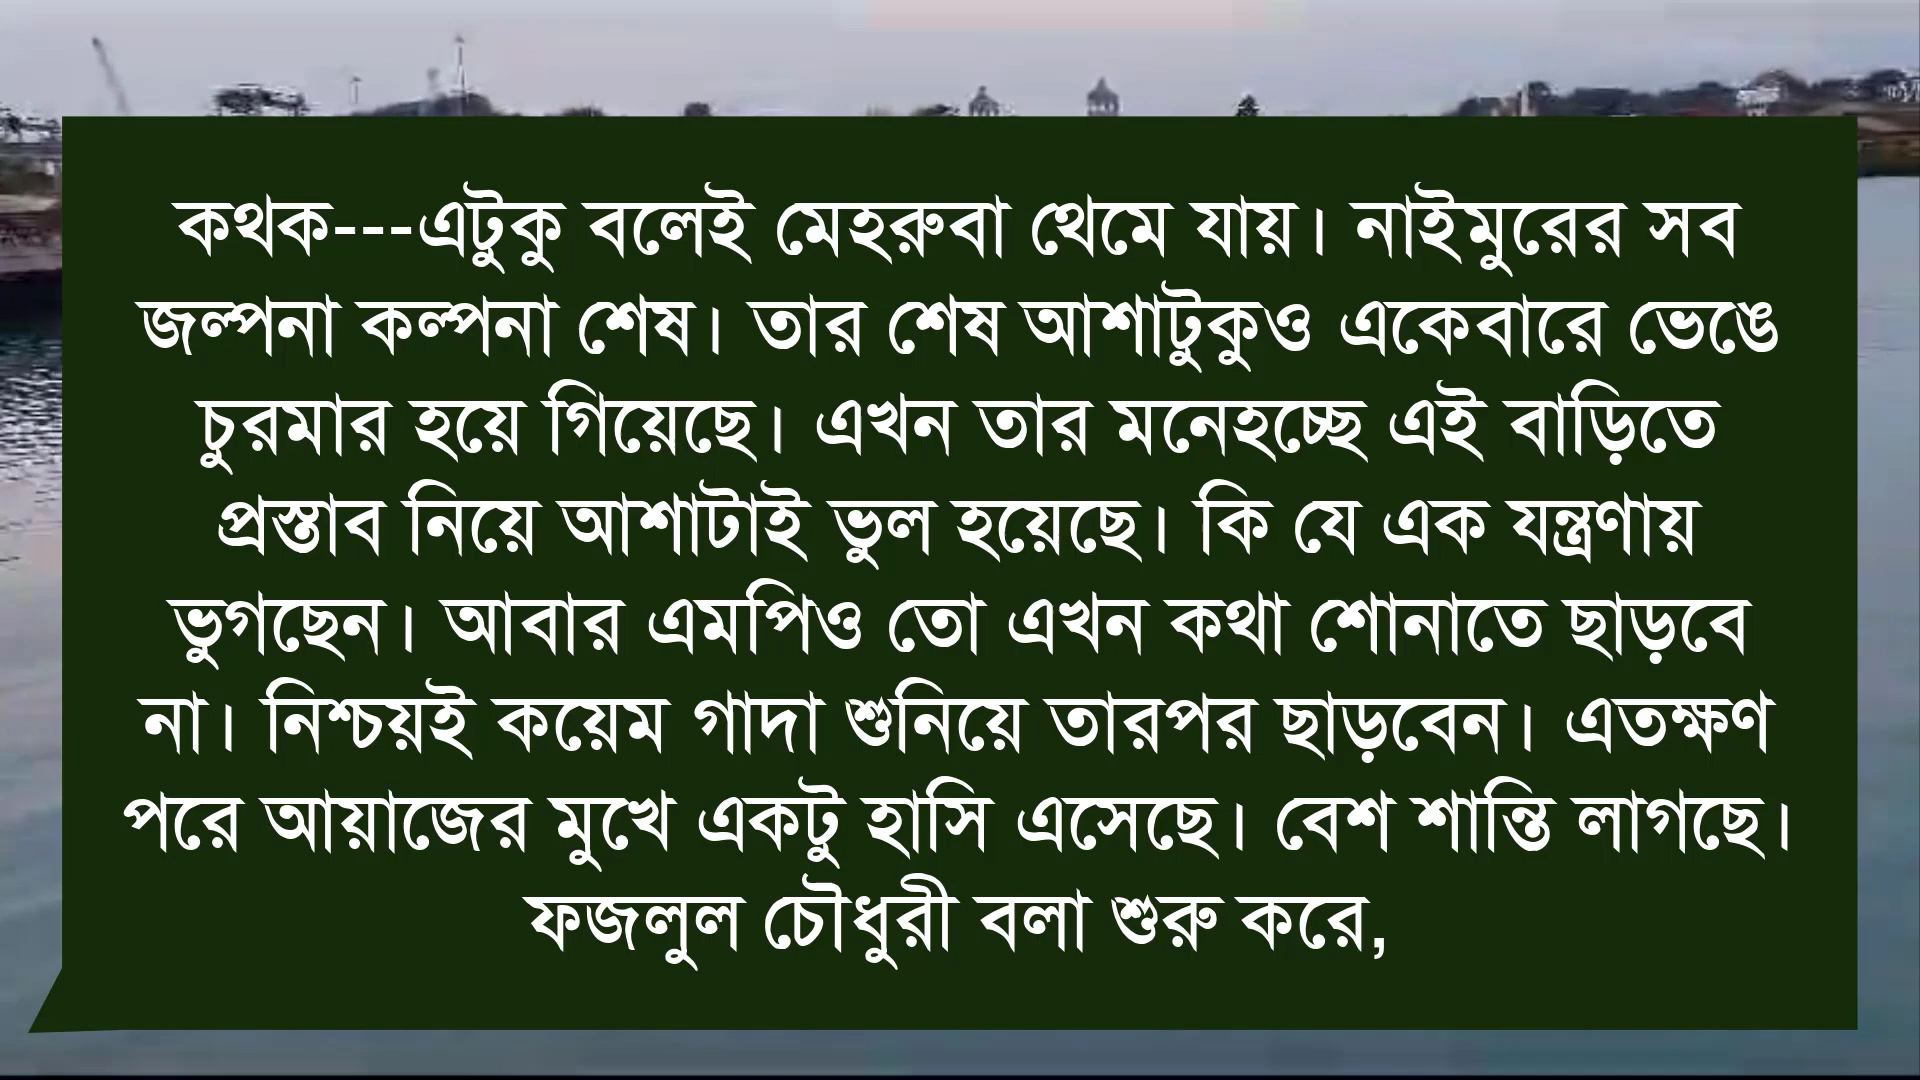 কথক---এটুকু বলেই মেহরুবা থেমে যায়। নাইমুরের সব
জল্পনা কল্পনা শেষ। তার শেষ আশাটুকুও একেবারে ভেঙে
চুরমার হয়ে গিয়েছে। এখন তার মনেহচ্ছে এই বাড়িতে
প্রস্তাব নিয়ে আশাটাই ভুল হয়েছে। কি যে এক যন্ত্রণায়
ভুগছেন। আবার এমপিও তো এখন কথা শোনাতে ছাড়বে
না। নিশ্চয়ই কয়েম গাদা শুনিয়ে তারপর ছাড়বেন। এতক্ষণ
পরে আয়াজের মুখে একটু হাসি এসেছে। বেশ শান্তি লাগছে।
ফজলুল চৌধুরী বলা শুরু করে,